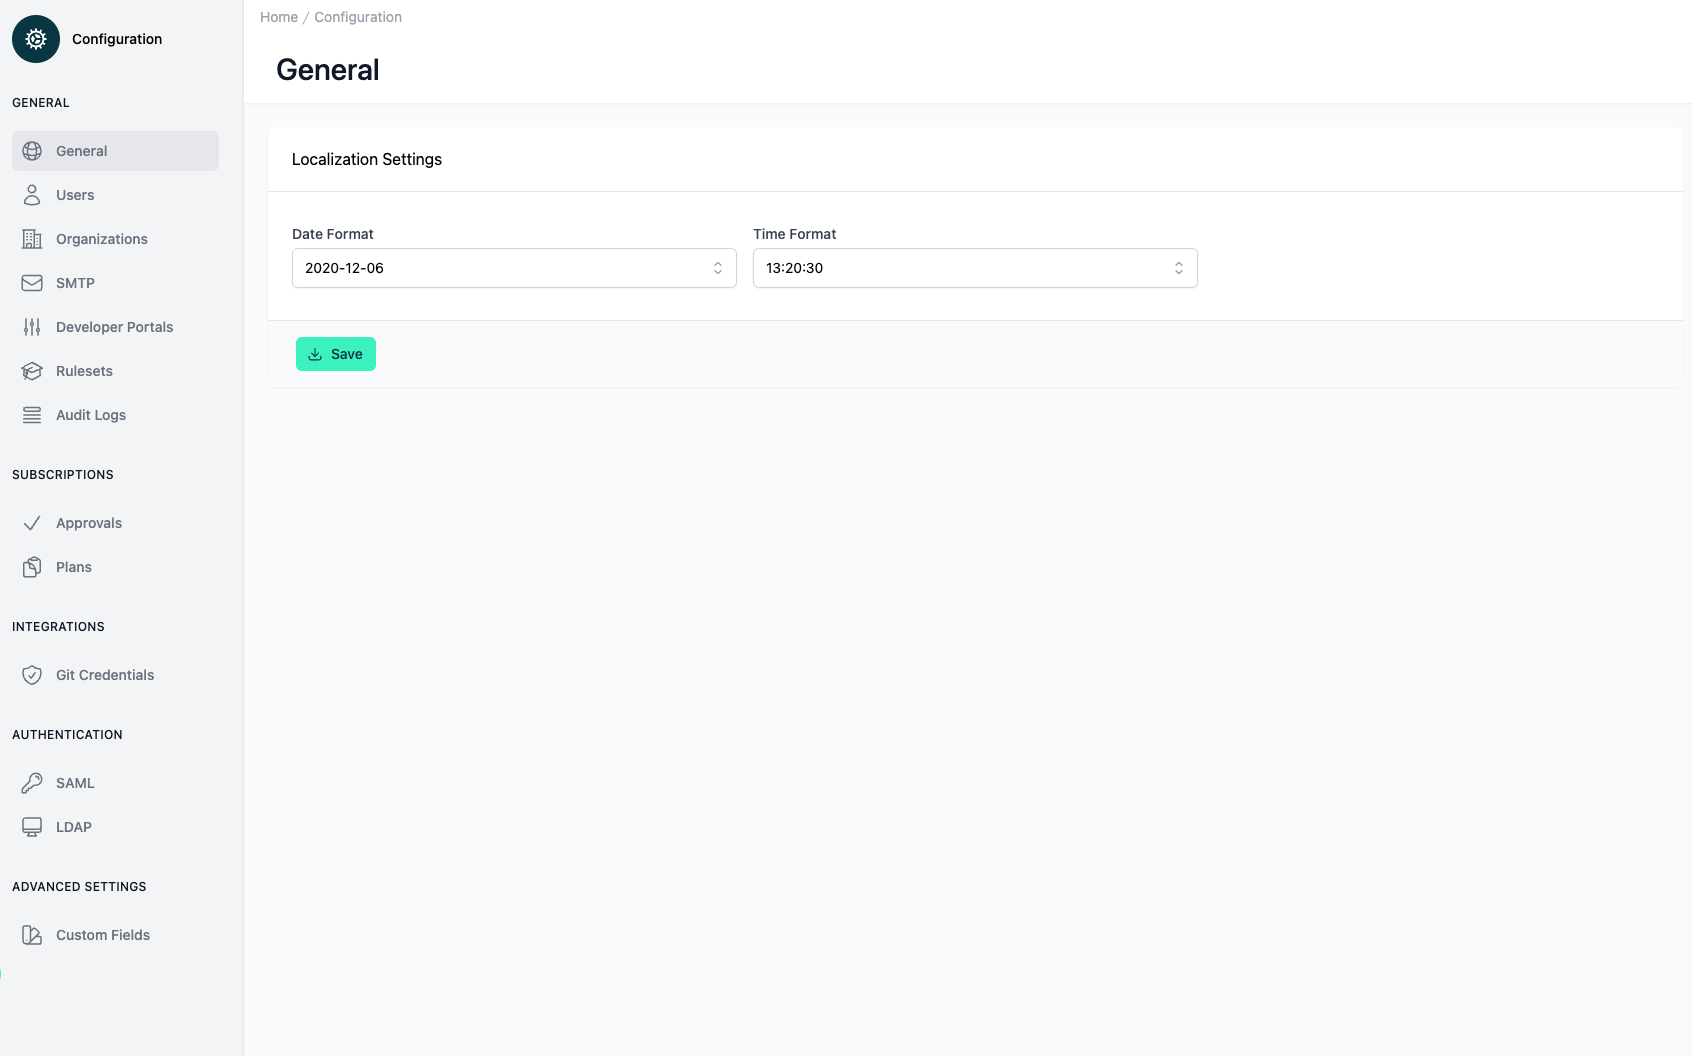 Configuration
GENERAL
General
Users
Organizations
SMTP
Developer Portals
Rulesets
Audit Logs
SUBSCRIPTIONS
Approvals
Plans
INTEGRATIONS
Git Credentials
AUTHENTICATION
SAML
LDAP
ADVANCED SETTINGS
Custom Fields
Home / Configuration
General
Localization Settings
Date Format
2020-12-06
Time Format
13:20:30
Save